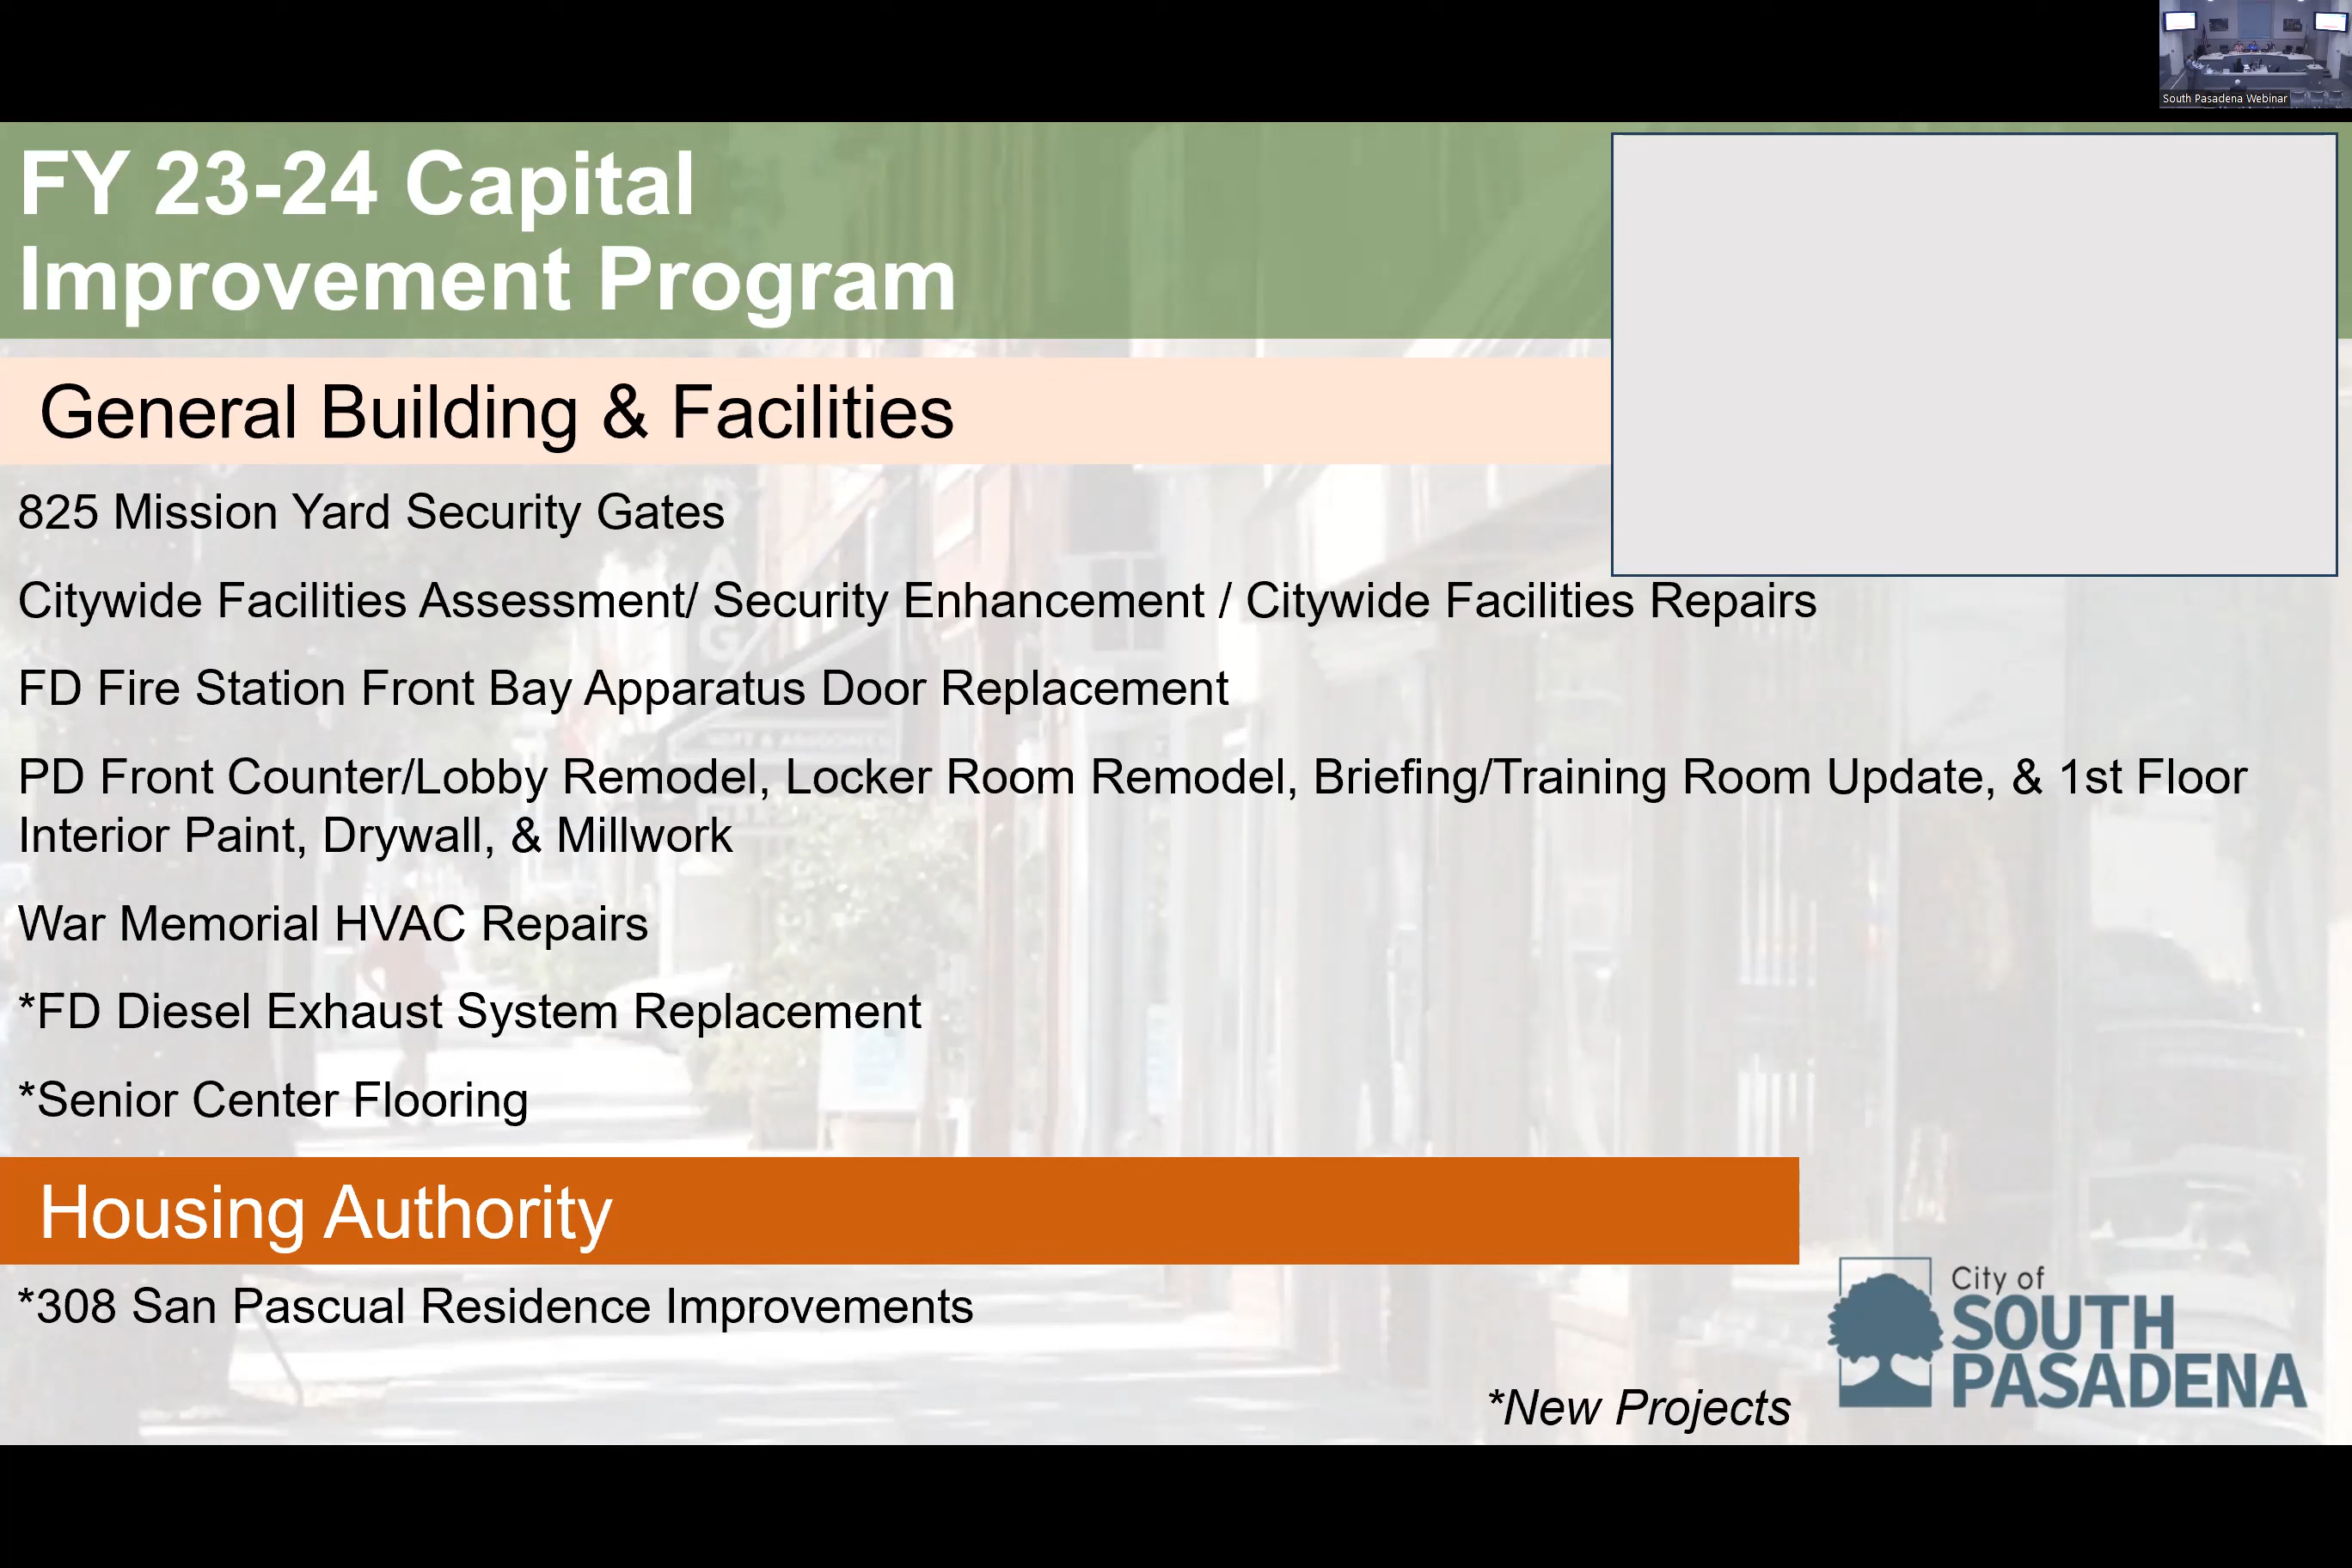 South Pasadena Webinar
FY 23-24 Capital
Improvement Program
General Building & Facilities
825 Mission Yard Security Gates
Citywide Facilities Assessment/ Security Enhancement / Citywide Facilities Repairs
FD Fire Station Front Bay Apparatus Door Replacement
PD Front Counter/Lobby Remodel, Locker Room Remodel, Briefing/Training Room Update, & 1st Floor
Interior Paint, Drywall, & Millwork
War Memorial HVAC Repairs
*FD Diesel Exhaust System Replacement
*Senior Center Flooring
Housing Authority
*308 San Pascual Residence Improvements
*New Projects
City of
SOUTH
PASADENA